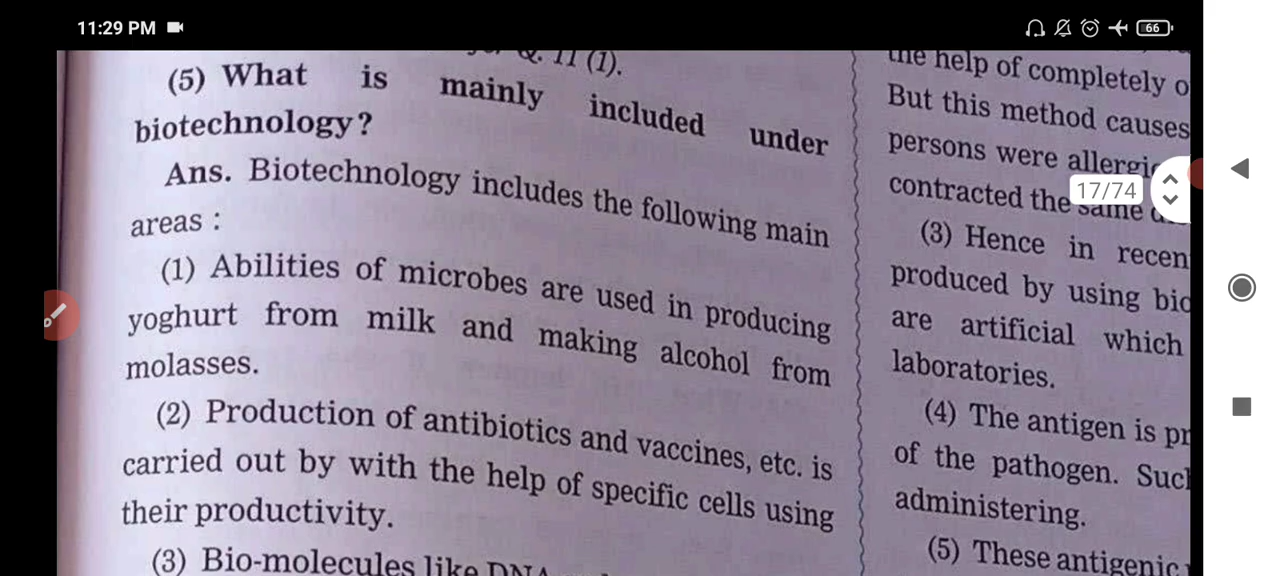 11:29 PM
66
Q. 11 (1).
(5) What is mainly included under
biotechnology?
Ans. Biotechnology includes the following main
areas :
(1) Abilities of microbes are used in producing
yoghurt from milk and making alcohol from
molasses.
(2) Production of antibiotics and vaccines, etc. is
carried out by with the help of specific cells using
their productivity.
(3) Bio-molecules like DNA
the help of completely
But this method causes
persons were allergic
contracted the same
17/74
(3) Hence in
produced by using
are artificial which
laboratories.
(4) The antigen is
of the pathogen.
administering.
(5) These antigenic